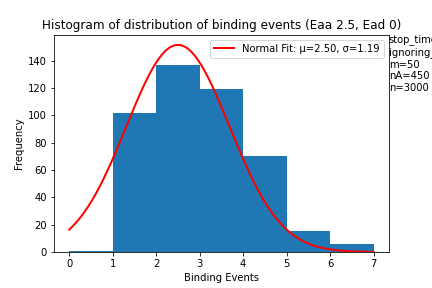 Histogram of distribution of binding events (Eaa 2.5, Ead 0)
Normal Fit: μ=2.50, σ=1.19
m=50
nA=450
n=3000
Frequency
140
120
100
80
60
40
20
0
0 1 2 3 4 5 6 7
Binding Events